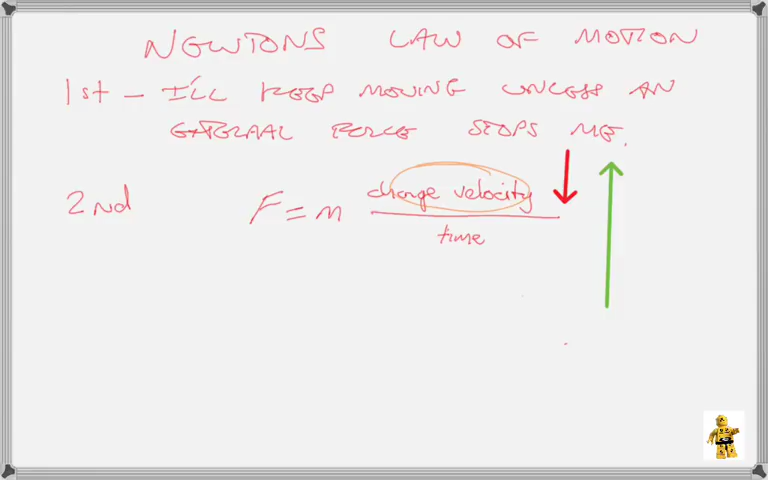 NEWTONS LAW OF MOTION
1st - I'LL KEEP MOVING UNLESS AN
EXTERNAL FORCE STOPS ME.
2nd F = m change velocity
time